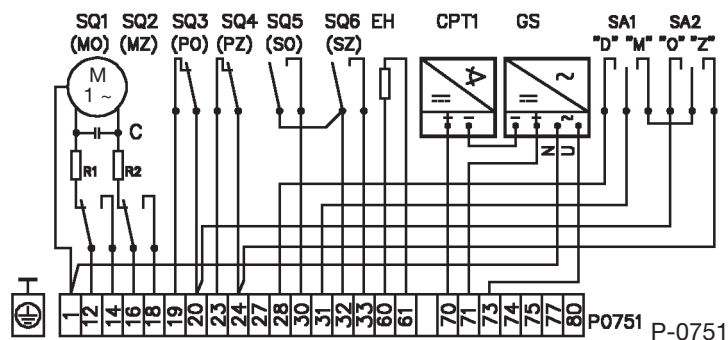 SQ1 SQ2 SQ3 SQ4 SQ5 SQ6 EH CPT1 GS SA1 SA2
(MO) (MZ) (PO) (PZ) (SO) (SZ) "D" "M" "O" "Z"
M
1 ~
~
- + - + ~
C
N U
R1 R2
1 12 14 16 18 19 20 23 24 27 28 30 31 32 33 60 61 70 71 73 74 75 77 80 P0751
P-0751